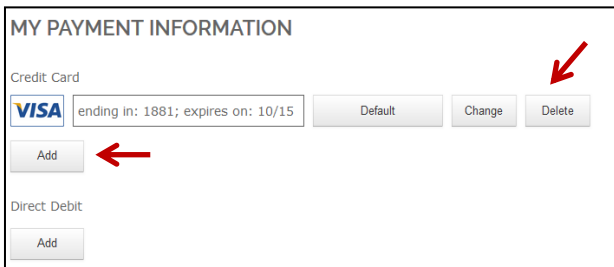 MY PAYMENT INFORMATION
Credit Card
VISA ending in: 1881; expires on: 10/15 Default Change Delete
Add
Direct Debit
Add